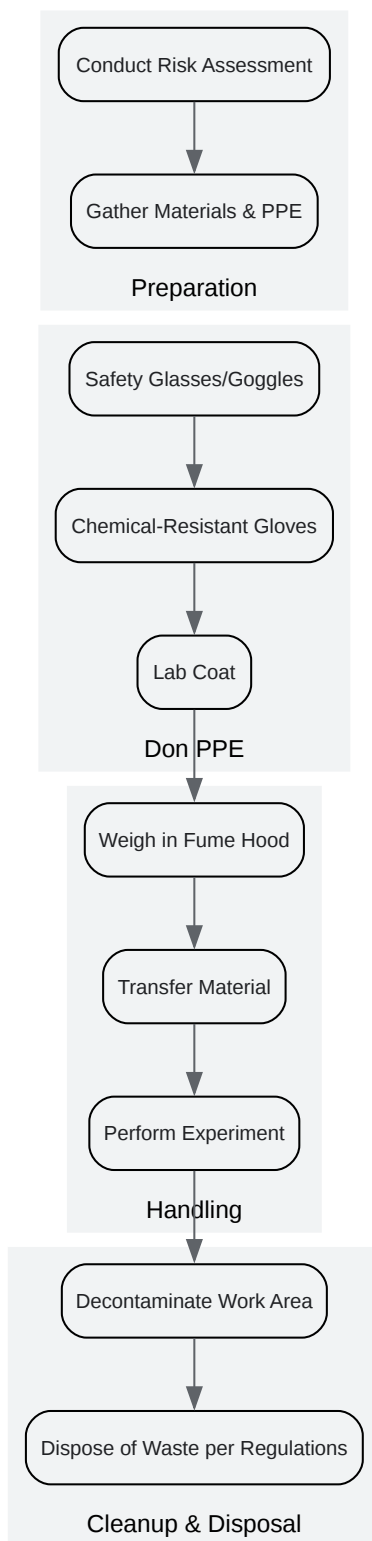 Conduct Risk Assessment
Gather Materials & PPE
Preparation
Safety Glasses/Goggles
Chemical-Resistant Gloves
Lab Coat
Don PPE
Weigh in Fume Hood
Transfer Material
Perform Experiment
Handling
Decontaminate Work Area
Dispose of Waste per Regulations
Cleanup & Disposal